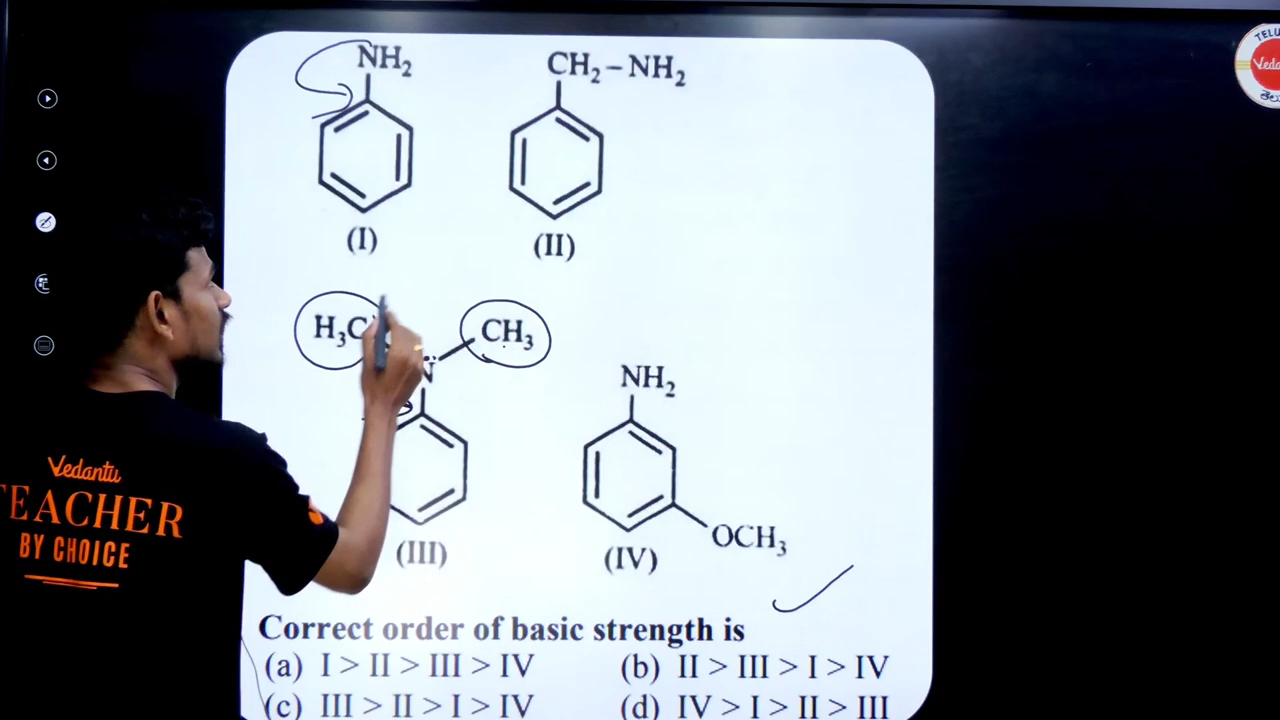 NH₂
CH₂ – NH₂
(I)
(II)
H₃C
CH₃
N̈
NH₂
OCH₃
(III)
(IV)
Correct order of basic strength is
(a) I > II > III > IV
(b) II > III > I > IV
(c) III > II > I > IV
(d) IV > I > II > III
Vedantu
TEACHER
BY CHOICE